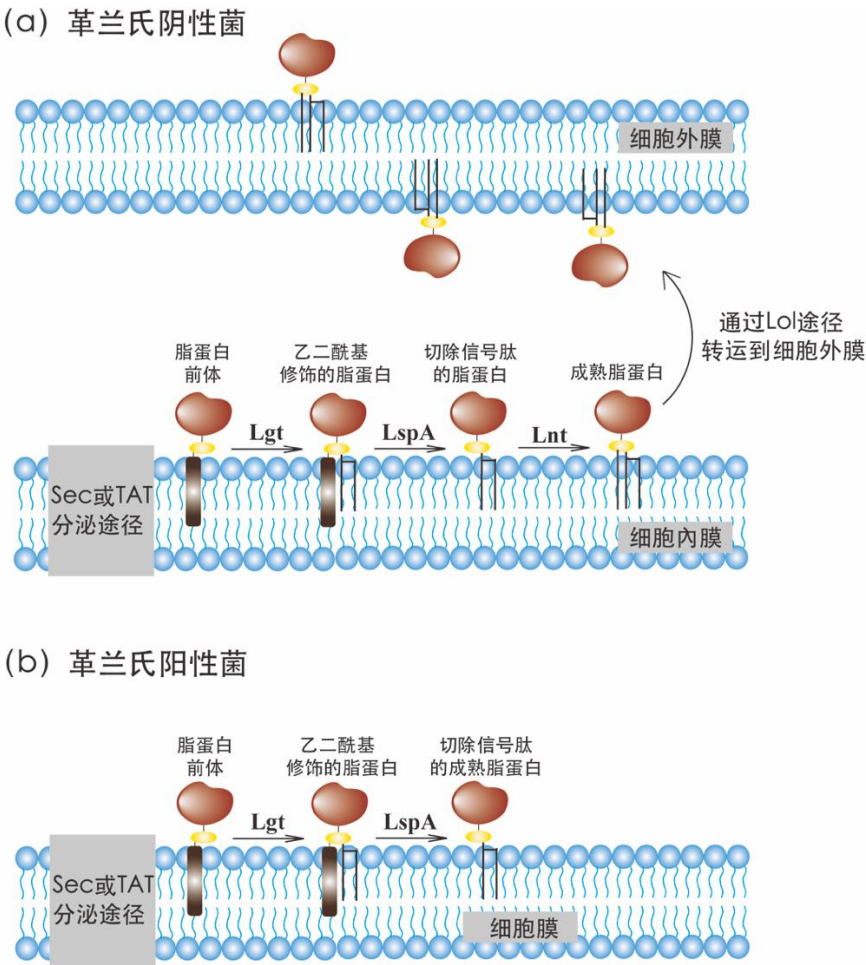 (a) 革兰氏阴性菌
细胞外膜
通过Lol途径
转运到细胞外膜
脂蛋白
前体
乙二酰基
修饰的脂蛋白
切除信号肽
的脂蛋白
成熟脂蛋白
Lgt
LspA
Lnt
Sec或TAT
分泌途径
细胞內膜
(b) 革兰氏阳性菌
脂蛋白
前体
乙二酰基
修饰的脂蛋白
切除信号肽
的成熟脂蛋白
Lgt
LspA
Sec或TAT
分泌途径
细胞膜